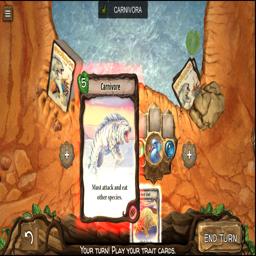 CARNIVORA
5
Carnivore
Must attack and eat
other species.
END TURN
YOUR TURN! PLAY YOUR TRAIT CARDS.